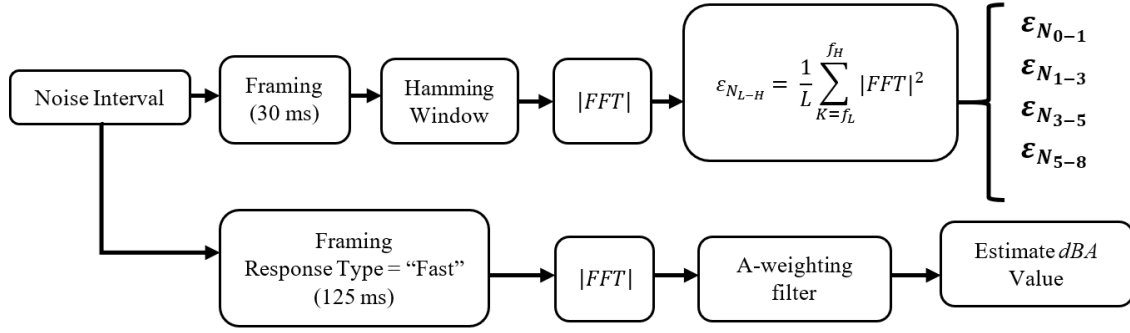 Noise Interval
Framing
(30 ms)
Hamming
Window
|FFT|
ε_{N_{L−H}} = \frac{1}{L} \sum_{K=f_L}^{f_H} |FFT|^2
ε_{N_{0−1}}
ε_{N_{1−3}}
ε_{N_{3−5}}
ε_{N_{5−8}}
Framing
Response Type = “Fast”
(125 ms)
|FFT|
A-weighting
filter
Estimate dBA
Value